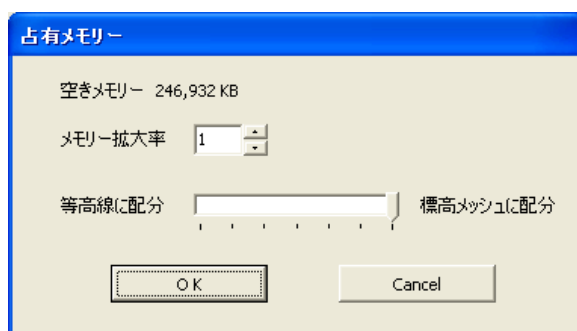 占有メモリー
空きメモリー 246,932 KB
メモリー拡大率 1
等高線に配分 標高メッシュに配分
OK Cancel